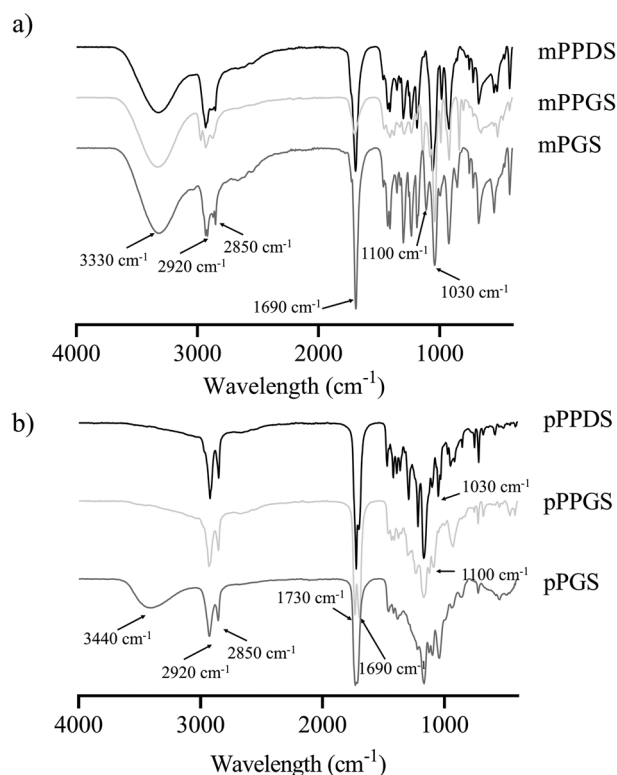 a)
mPPDS
mPPGS
mPGS
3330 cm-1
2920 cm-1
2850 cm-1
1690 cm-1
1100 cm-1
1030 cm-1
4000 3000 2000 1000
Wavelength (cm-1)
b)
pPPDS
1030 cm-1
pPPGS
1100 cm-1
pPGS
3440 cm-1
2920 cm-1
2850 cm-1
1730 cm-1
1690 cm-1
4000 3000 2000 1000
Wavelength (cm-1)